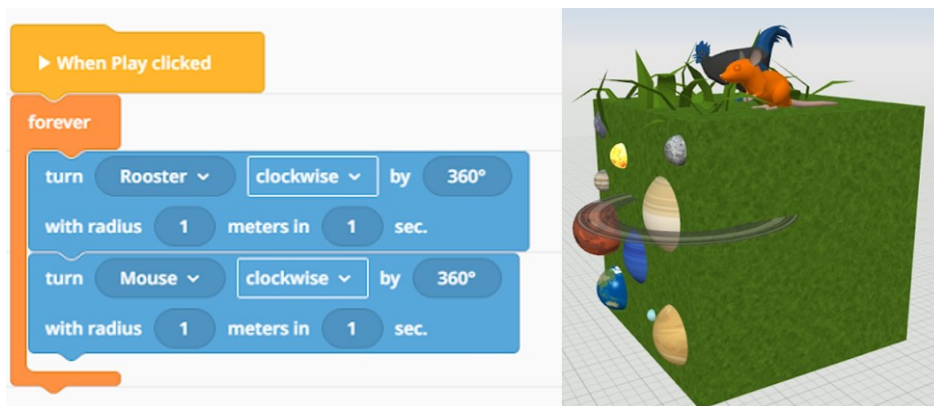 When Play clicked
forever
turn Rooster clockwise by 360°
with radius 1 meters in 1 sec.
turn Mouse clockwise by 360°
with radius 1 meters in 1 sec.